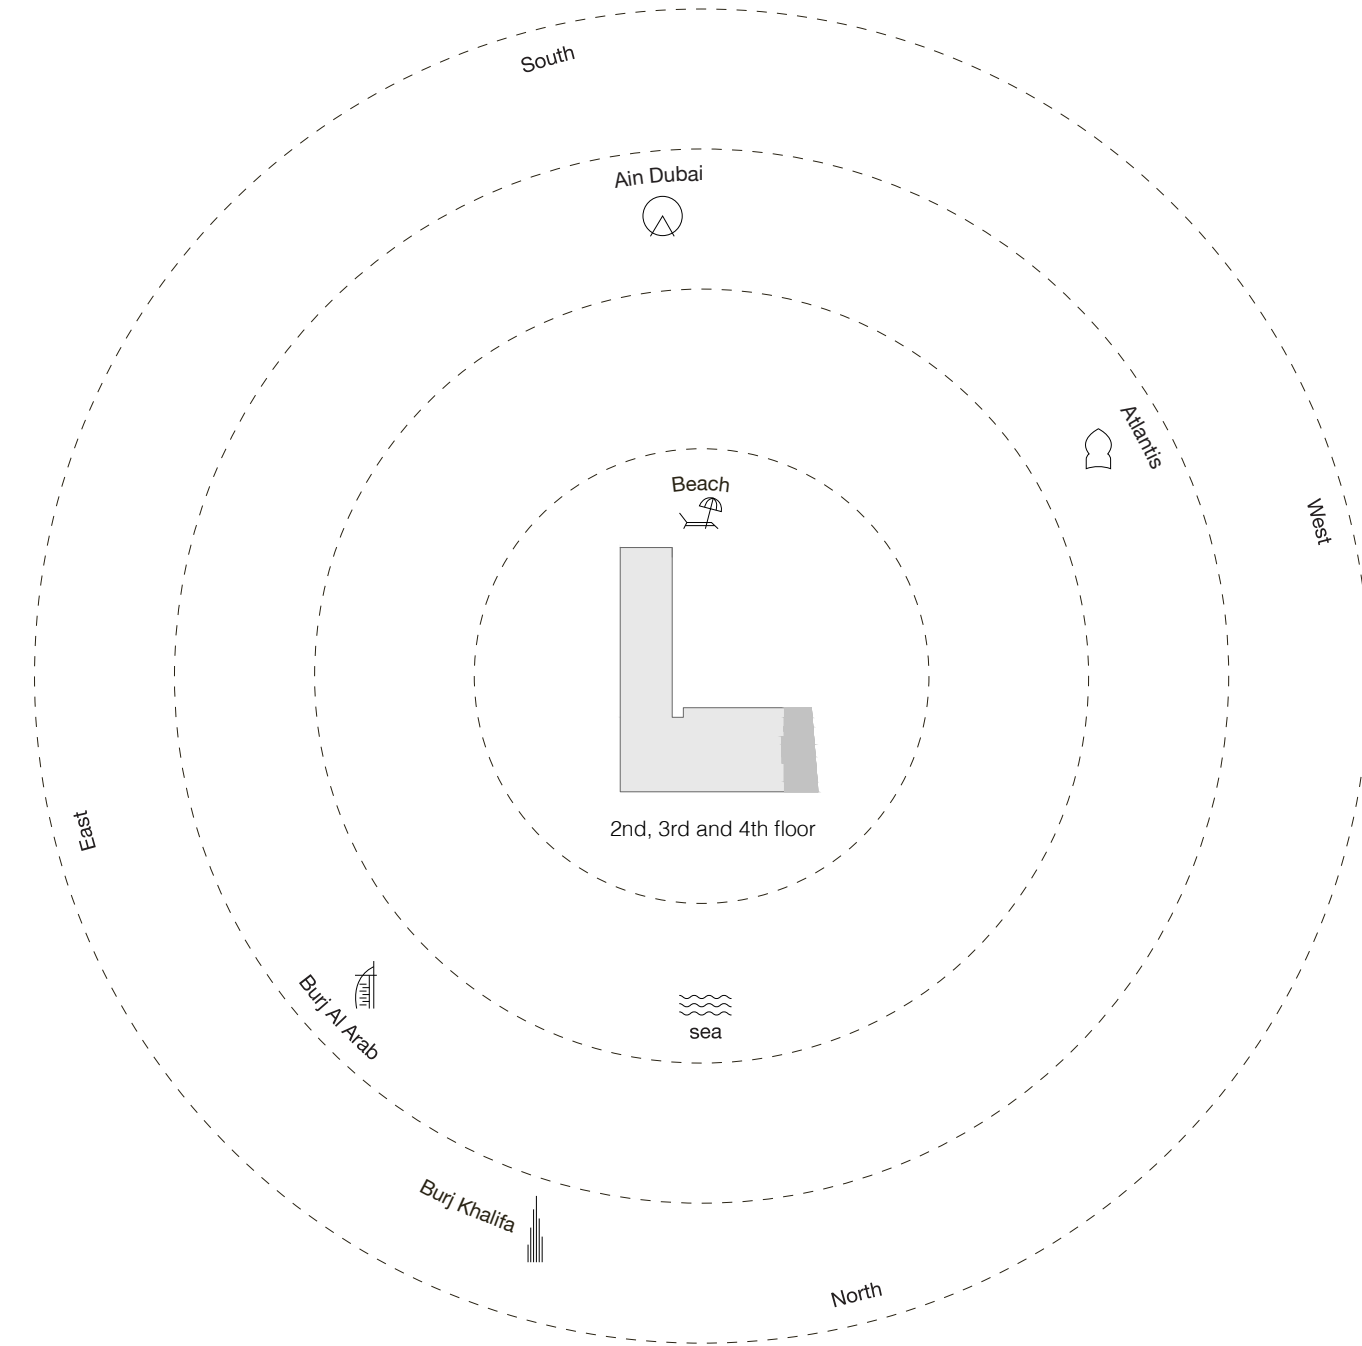 South
Ain Dubai
Atlantis
Beach
West
2nd, 3rd and 4th floor
East
Burj Al Arab
sea
Burj Khalifa
North